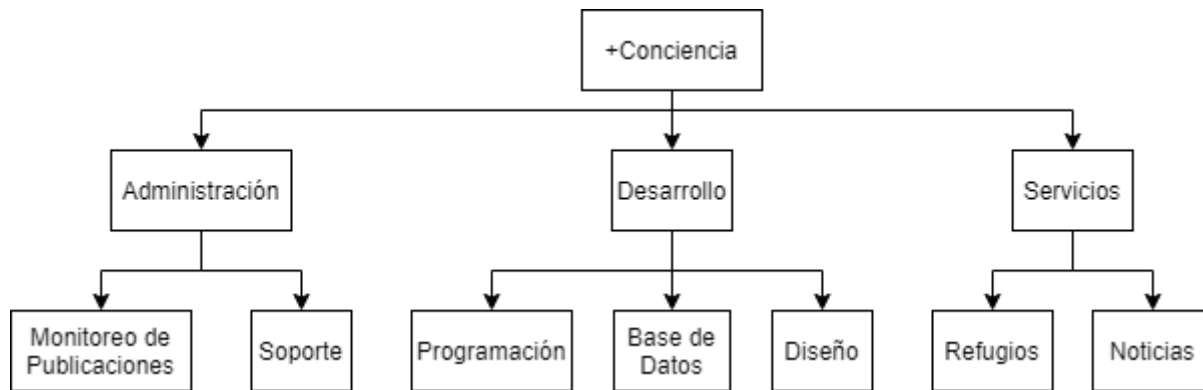 +Conciencia
Administración
Desarrollo
Servicios
Monitoreo de
Publicaciones
Soporte
Programación
Base de
Datos
Diseño
Refugios
Noticias